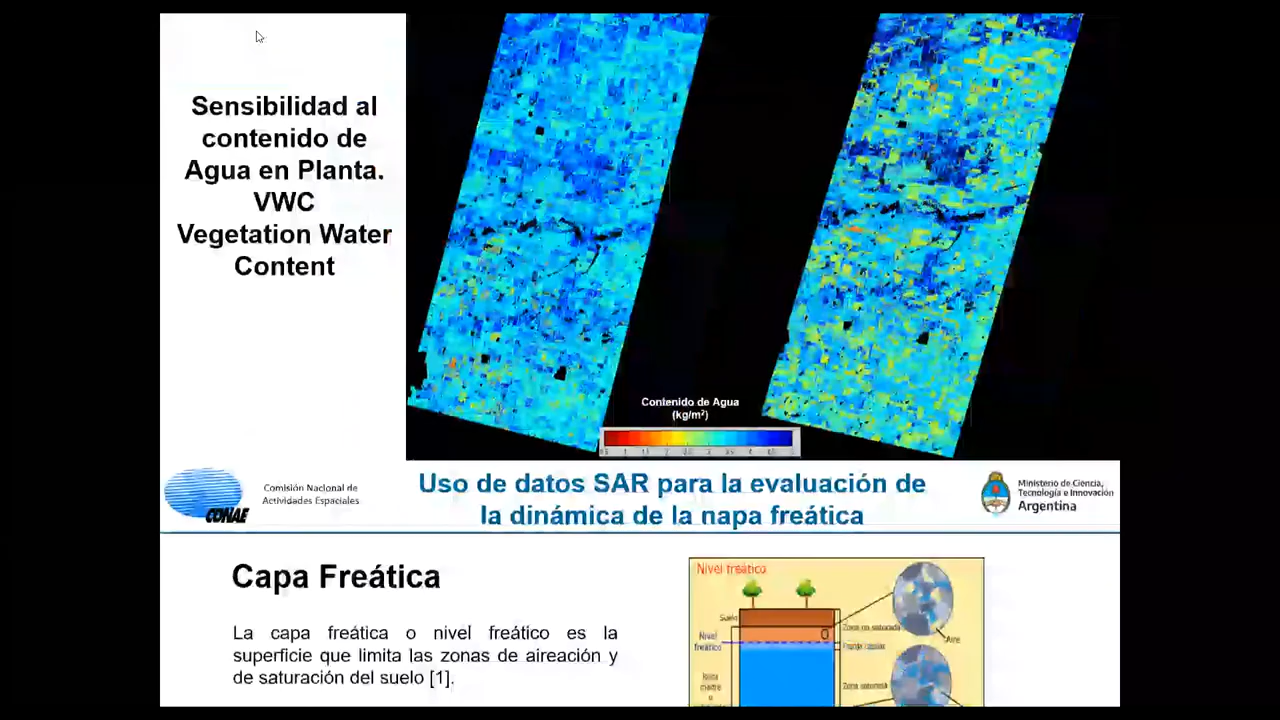 Sensibilidad al
contenido de
Agua en Planta.
VWC
Vegetation Water
Content
Contenido de Agua
(kg/m²)
CONAE
Comisión Nacional de
Actividades Espaciales
Uso de datos SAR para la evaluación de
la dinámica de la napa freática
Ministerio de Ciencia,
Tecnología e Innovación
Argentina
Capa Freática
La capa freática o nivel freático es la
superficie que limita las zonas de aireación y
de saturación del suelo [1].
Nivel freático
Suelo
Zona no saturada
Aire
Nivel
freático
Franja capilar
Zona saturada